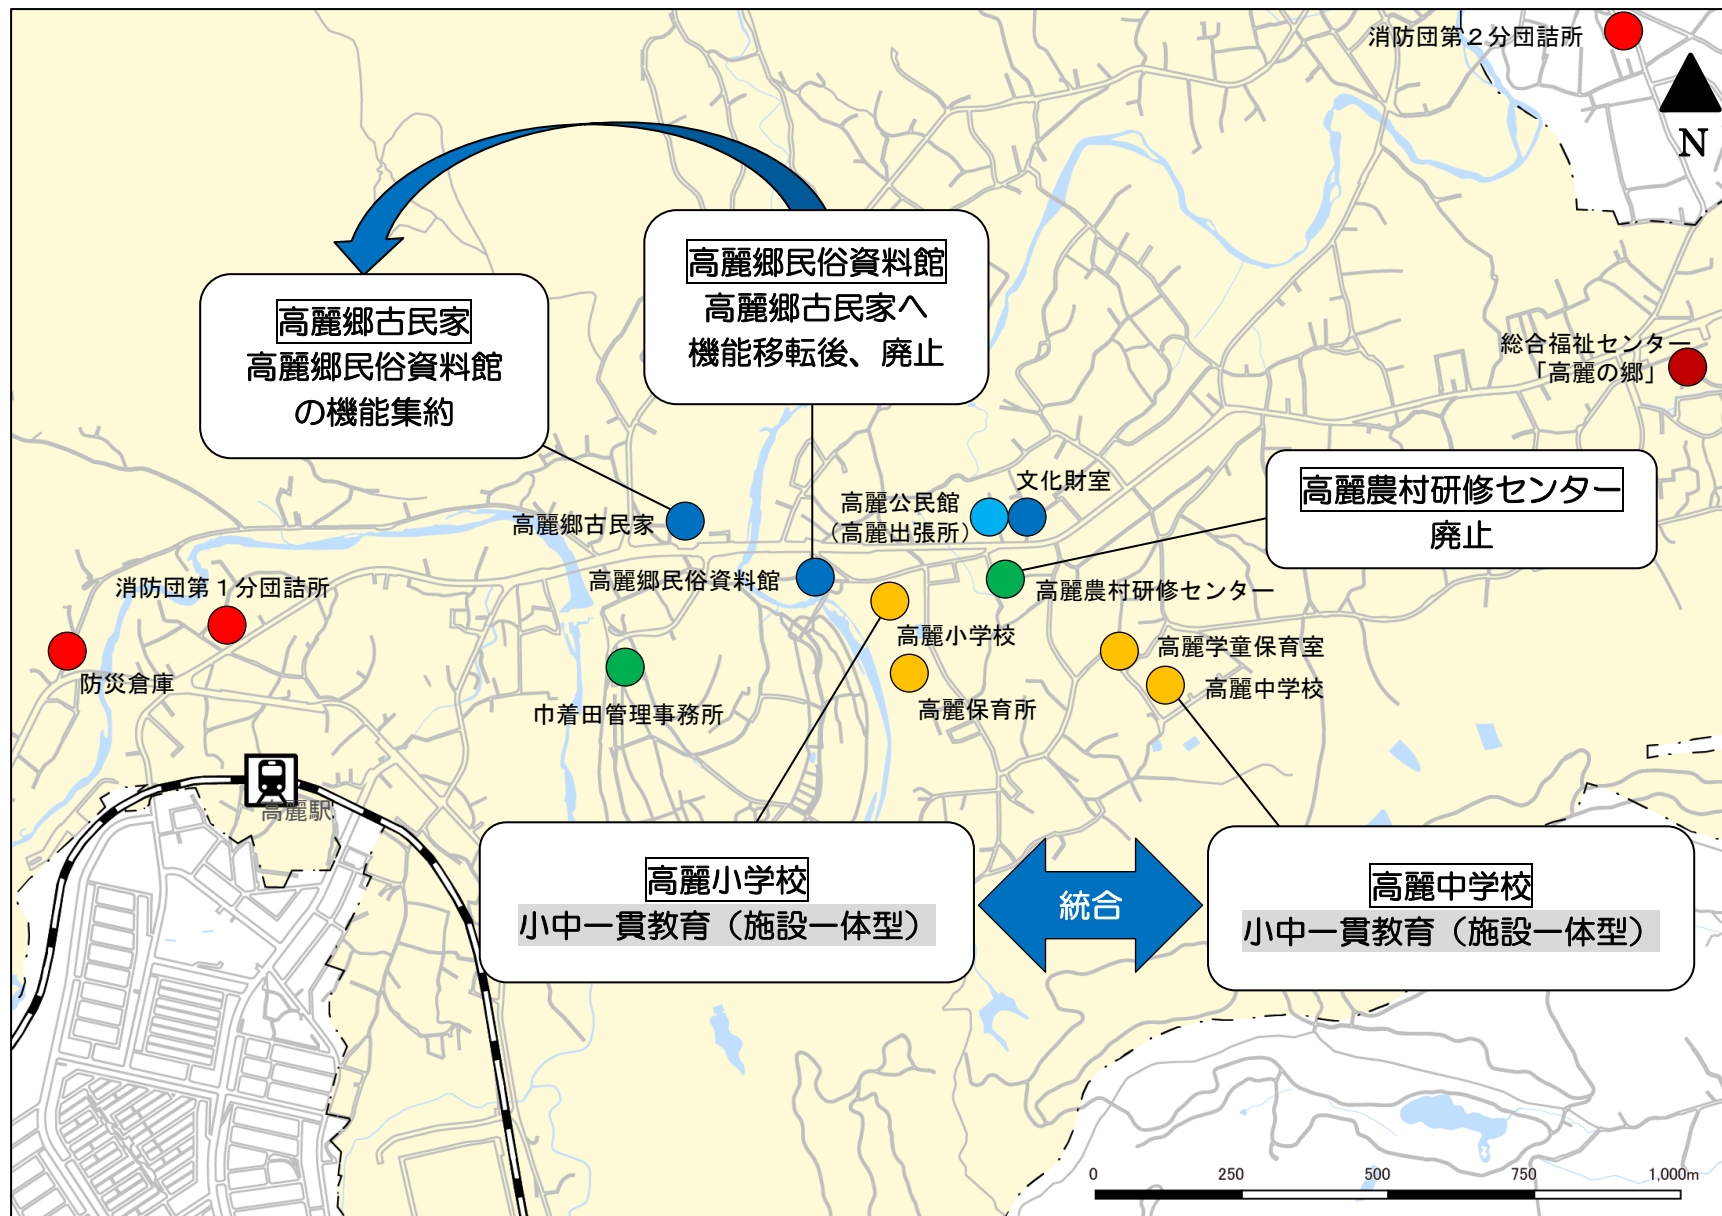 消防団第２分団詰所
N
高麗郷民俗資料館
高麗郷古民家へ
機能移転後、廃止
高麗郷古民家
高麗郷民俗資料館
の機能集約
総合福祉センター
「高麗の郷」
高麗農村研修センター
廃止
文化財室
高麗公民館
（高麗出張所）
高麗郷古民家
高麗郷民俗資料館
高麗農村研修センター
消防団第１分団詰所
高麗小学校
高麗学童保育室
防災倉庫
高麗中学校
巾着田管理事務所
高麗保育所
高麗駅
高麗小学校
小中一貫教育（施設一体型）
統合
高麗中学校
小中一貫教育（施設一体型）
0 250 500 750 1,000m